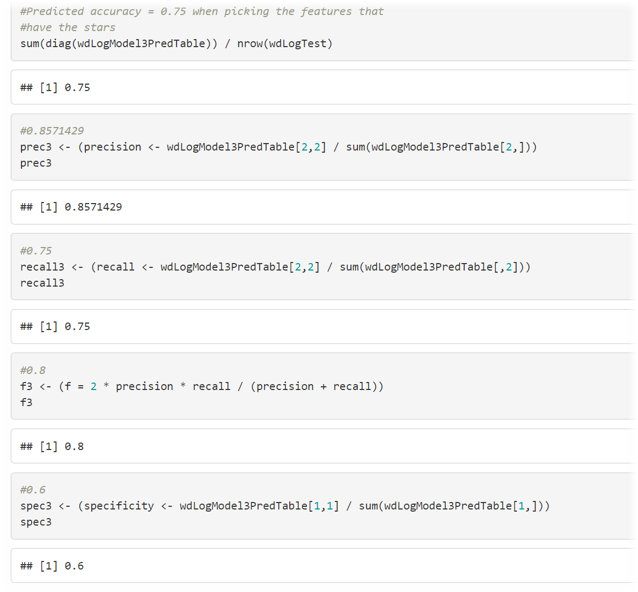 #Predicted accuracy = 0.75 when picking the features that
#have the stars
sum(diag(wdLogModel3PredTable)) / nrow(wdLogTest)
## [1] 0.75
#0.8571429
prec3 <- (precision <- wdLogModel3PredTable[2,2] / sum(wdLogModel3PredTable[2,]))
prec3
## [1] 0.8571429
#0.75
recall3 <- (recall <- wdLogModel3PredTable[2,2] / sum(wdLogModel3PredTable[,2]))
recall3
## [1] 0.75
#0.8
f3 <- (f = 2 * precision * recall / (precision + recall))
f3
## [1] 0.8
#0.6
spec3 <- (specificity <- wdLogModel3PredTable[1,1] / sum(wdLogModel3PredTable[1,]))
spec3
## [1] 0.6